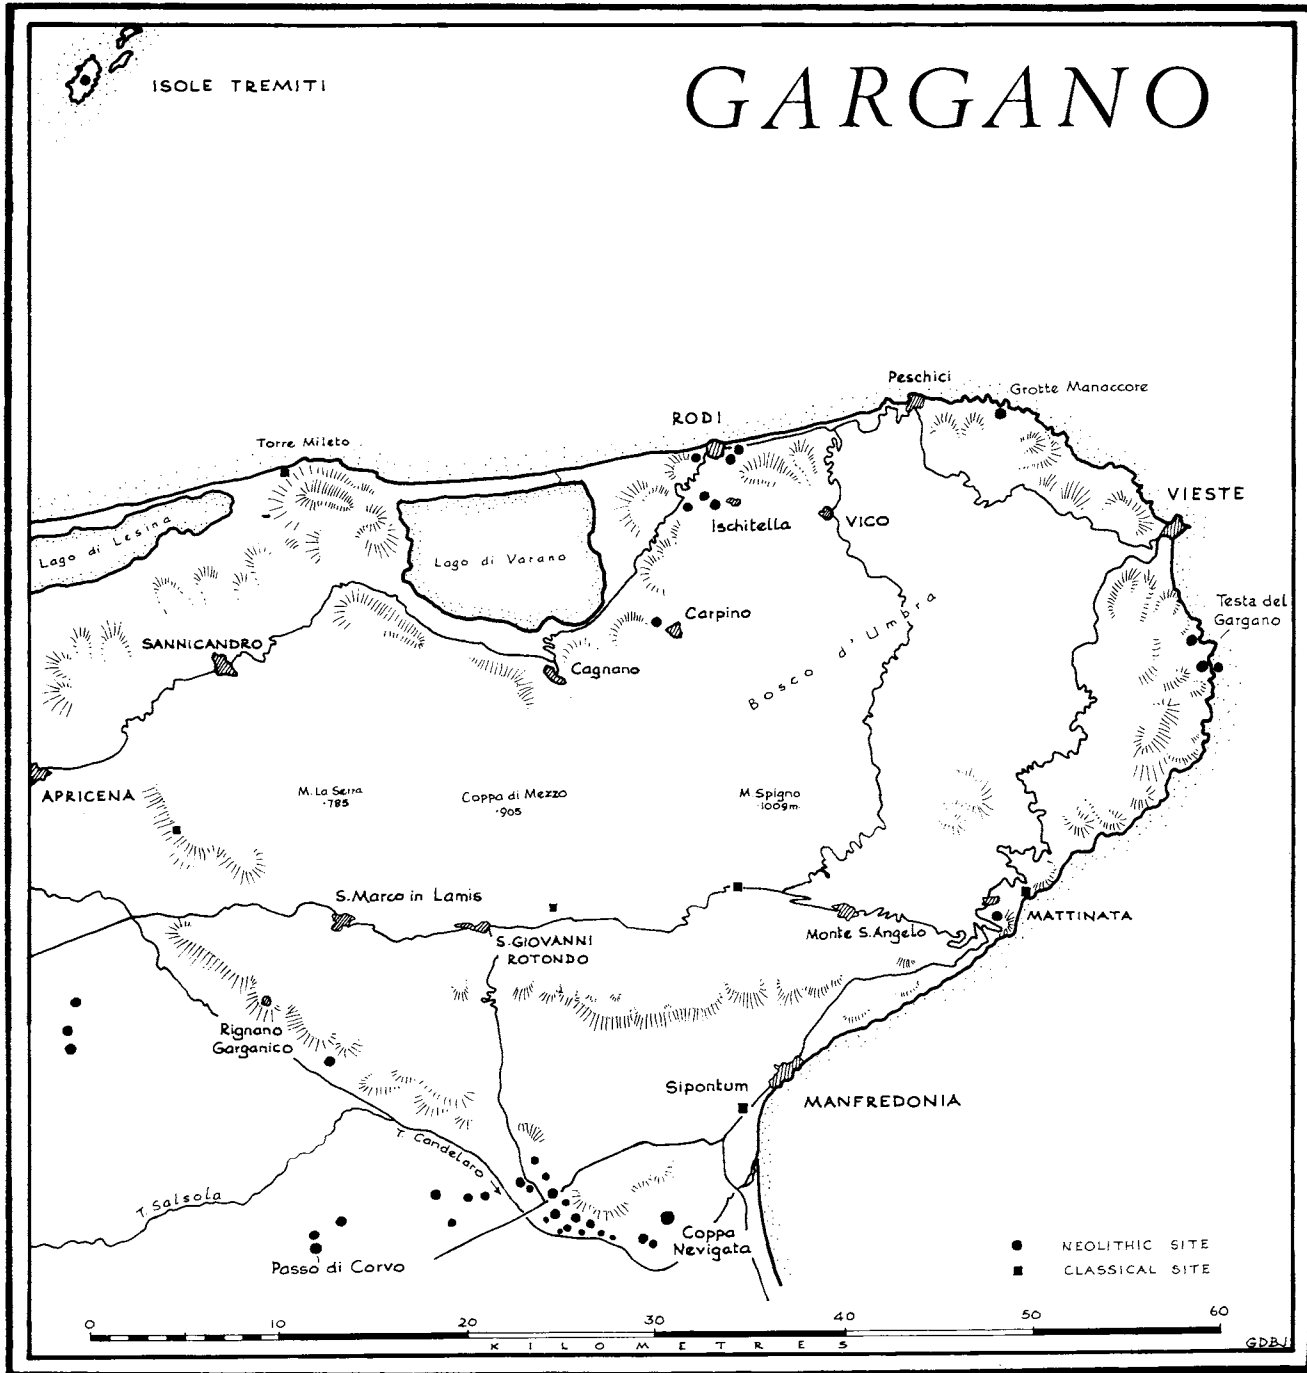 GARGANO
ISOLE TREMITI
Peschici
Grotte Manaccore
RODI
Torre Mileto
VIESTE
Lago di Lesina
Lago di Varano
Ischitella
VICO
Testa del
Gargano
Carpino
Bosco d'Umbra
SANNICANDRO
Cagnano
APRICENA
M. La Serra
·785
Coppa di Mezzo
·905
M. Spigno
·1009m.
S. Marco in Lamis
S. GIOVANNI
ROTONDO
Monte S. Angelo
MATTINATA
Rignano
Garganico
Sipontum
MANFREDONIA
T. Candelaro
T. Salsola
Coppa
Nevigata
Passo di Corvo
NEOLITHIC SITE
CLASSICAL SITE
0 10 20 30 40 50 60
KILOMETRES
GDBJ